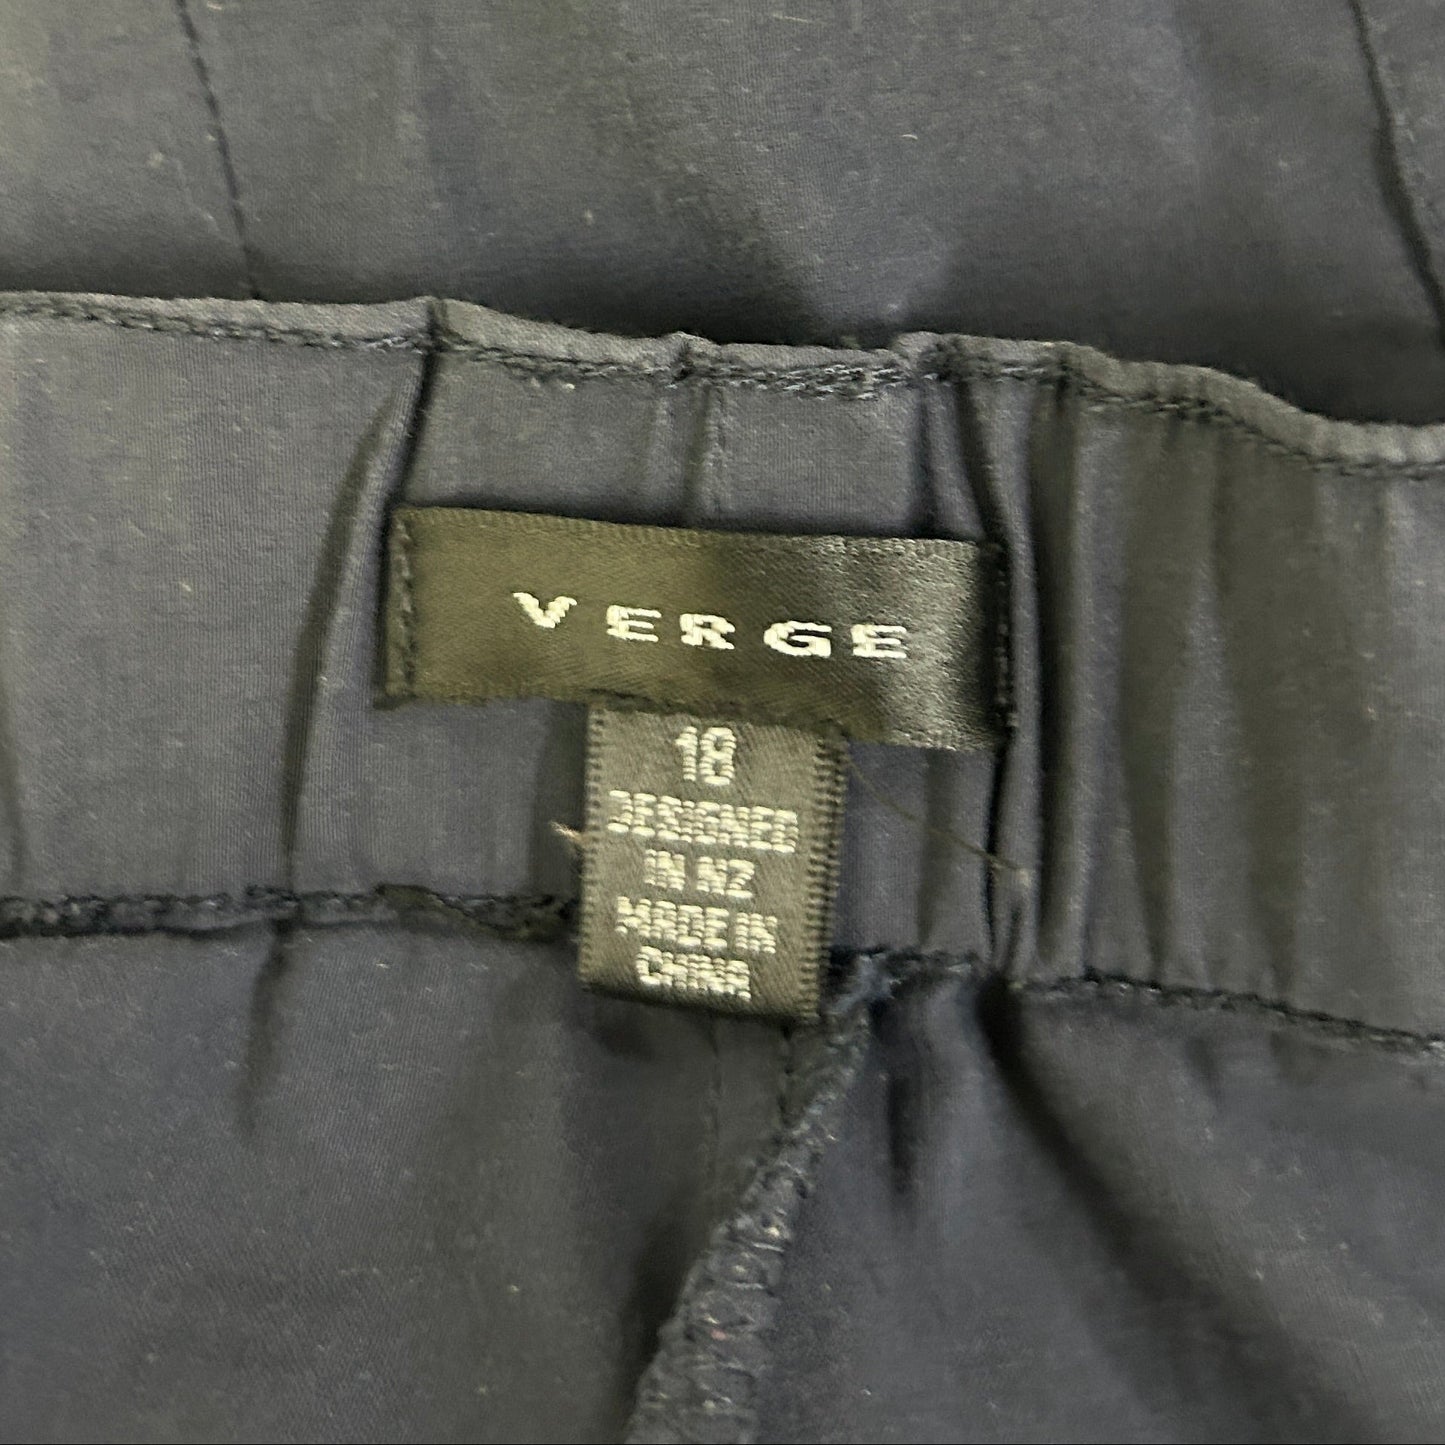 VERGE
18
DESIGNED
IN NZ
MADE IN
CHINA